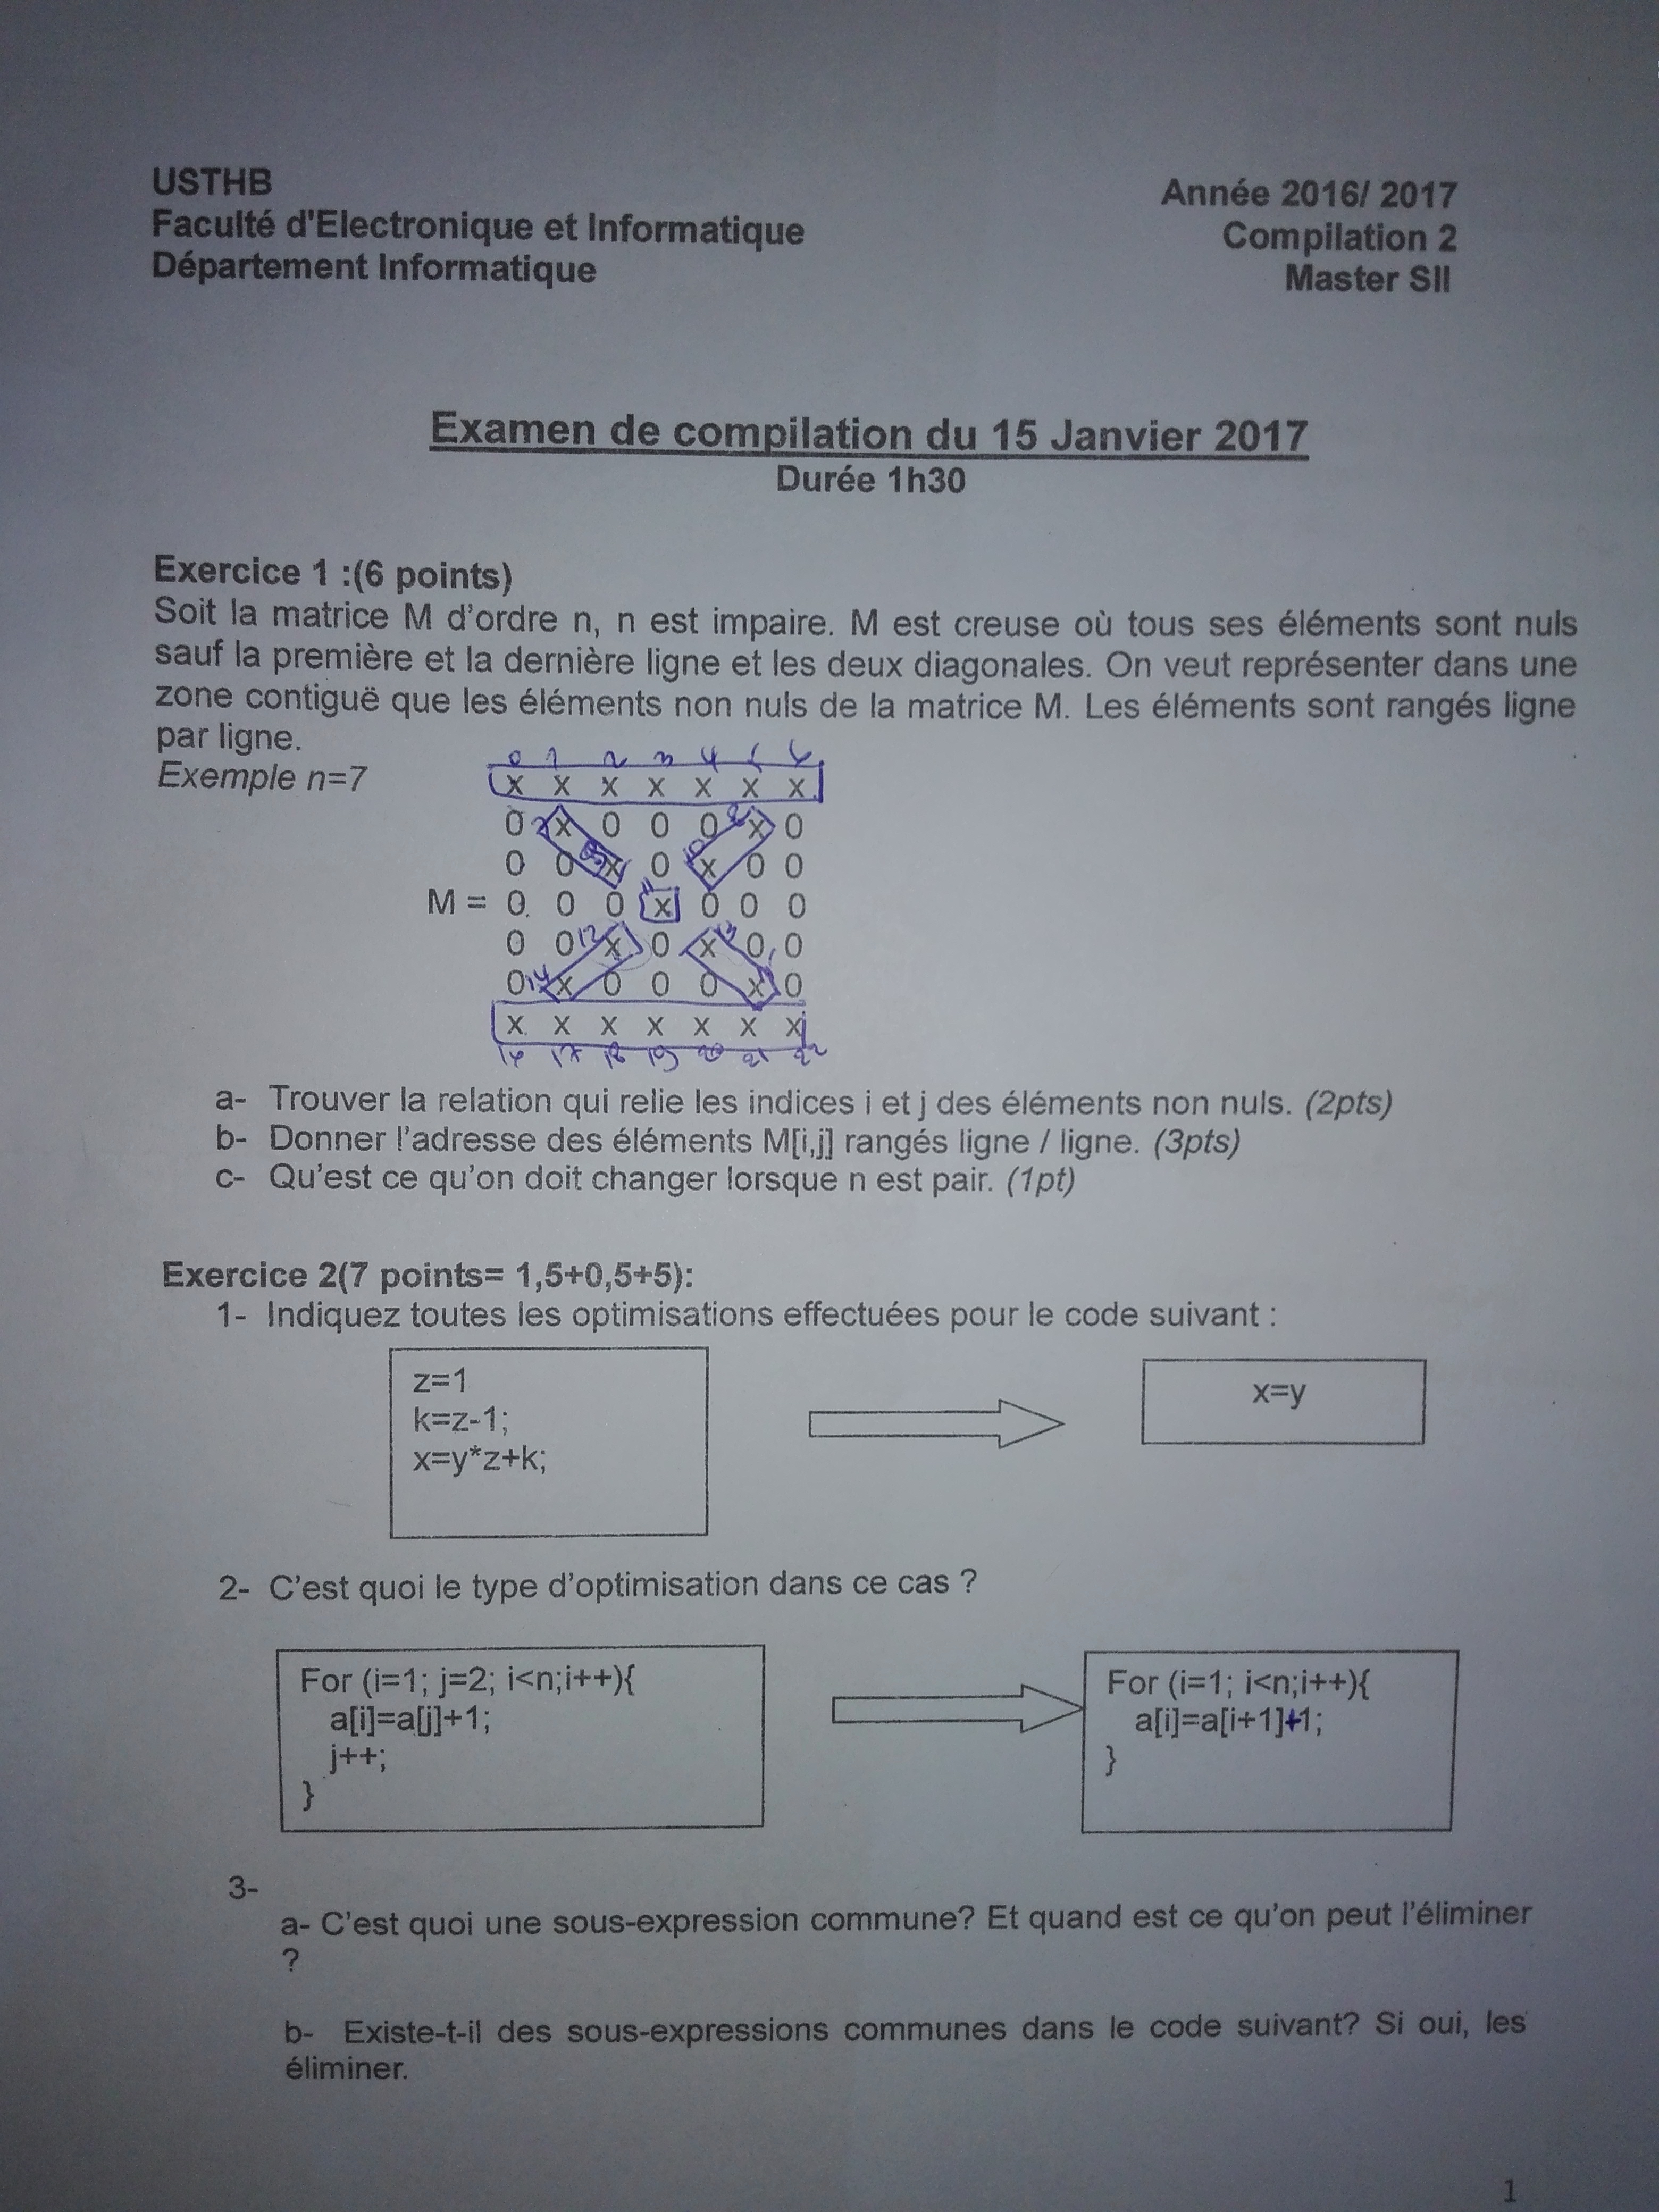 USTHB
Faculté d'Electronique et Informatique
Département Informatique
Année 2016/ 2017
Compilation 2
Master SII
Examen de compilation du 15 Janvier 2017
Durée 1h30
Exercice 1 :(6 points)
Soit la matrice M d'ordre n, n est impaire. M est creuse où tous ses éléments sont nuls
sauf la première et la dernière ligne et les deux diagonales. On veut représenter dans une
zone contiguë que les éléments non nuls de la matrice M. Les éléments sont rangés ligne
par ligne.
0 1 2 3 4 5 6
Exemple n=7
x x x x x x x
0 7 x 0 0 0 8 x 0
0 0 9 x 0 10 x 0 0
M = 0. 0 0 11 x 0 0 0
0 0 12 x 0 x 13 0 0
0 14 x 0 0 0 x 0
x. x x x x x x
16 17 18 19 20 21 22
a- Trouver la relation qui relie les indices i et j des éléments non nuls. (2pts)
b- Donner l'adresse des éléments M[i,j] rangés ligne / ligne. (3pts)
c- Qu'est ce qu'on doit changer lorsque n est pair. (1pt)
Exercice 2(7 points= 1,5+0,5+5):
1- Indiquez toutes les optimisations effectuées pour le code suivant :
z=1
k=z-1;
x=y*z+k;
x=y
2- C'est quoi le type d'optimisation dans ce cas ?
For (i=1; j=2; i<n;i++){
a[i]=a[j]+1;
j++;
}
For (i=1; i<n;i++){
a[i]=a[i+1]+1;
}
3-
a- C'est quoi une sous-expression commune? Et quand est ce qu'on peut l'éliminer
?
b- Existe-t-il des sous-expressions communes dans le code suivant? Si oui, les
éliminer.
1